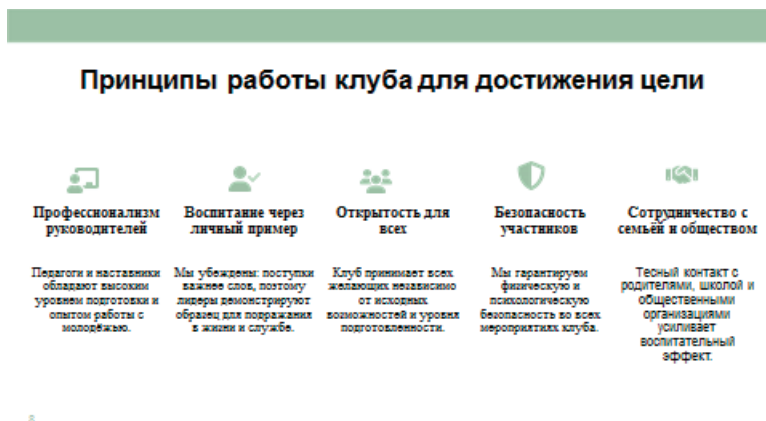 Принципы работы клуба для достижения цели
Профессионализм
руководителей
Педагоги и наставники
обладают высоким
уровнем подготовки и
опытом работы с
молодёжью.
Воспитание через
личный пример
Мы убеждены: поступки
важнее слов, поэтому
лидеры демонстрируют
образец для подражания
в жизни и службе.
Открытость для
всех
Клуб принимает всех
желающих независимо
от исходных
возможностей и уровня
подготовленности.
Безопасность
участников
Мы гарантируем
физическую и
психологическую
безопасность во всех
мероприятиях клуба.
Сотрудничество с
семьёй и обществом
Тесный контакт с
родителями, школой и
общественными
организациями
усиливает
воспитательный
эффект.